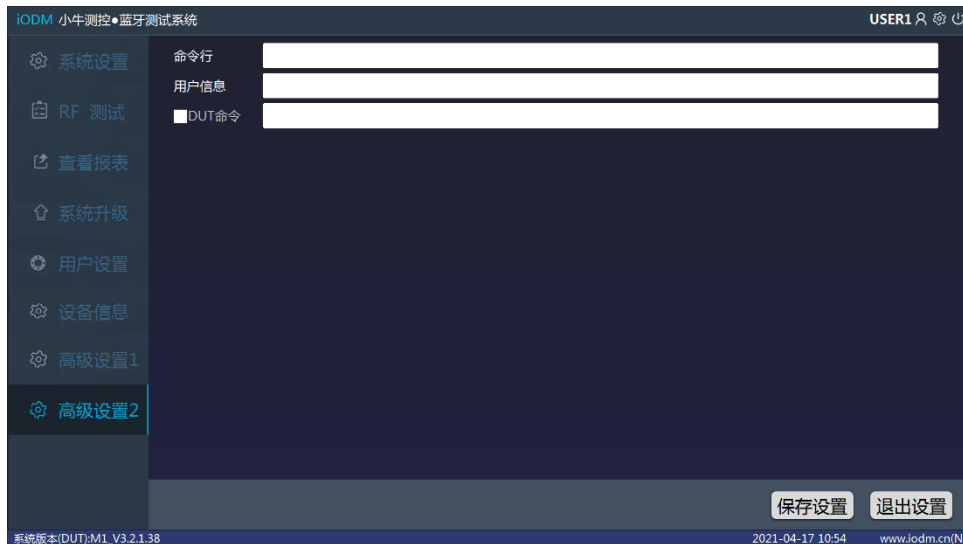 iODM 小牛测控●蓝牙测试系统 USER1
系统设置
RF 测试
查看报表
系统升级
用户设置
设备信息
高级设置1
高级设置2
命令行
用户信息
DUT命令
保存设置 退出设置
系统版本(DUT):M1_V3.2.1.38 2021-04-17 10:54 www.iodm.cn(N